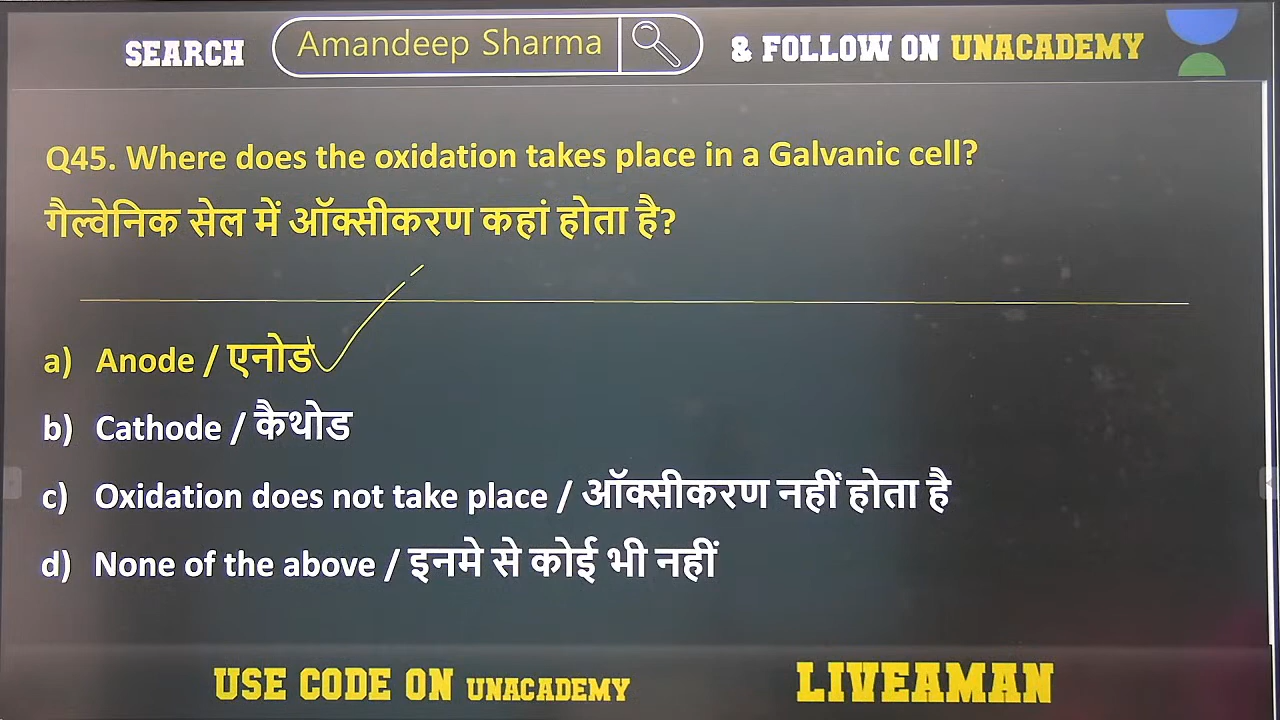 SEARCH Amandeep Sharma & FOLLOW ON UNACADEMY
Q45. Where does the oxidation takes place in a Galvanic cell?
गैल्वेनिक सेल में ऑक्सीकरण कहां होता है?
a) Anode / एनोड
b) Cathode / कैथोड
c) Oxidation does not take place / ऑक्सीकरण नहीं होता है
d) None of the above / इनमे से कोई भी नहीं
USE CODE ON UNACADEMY LIVEAMAN